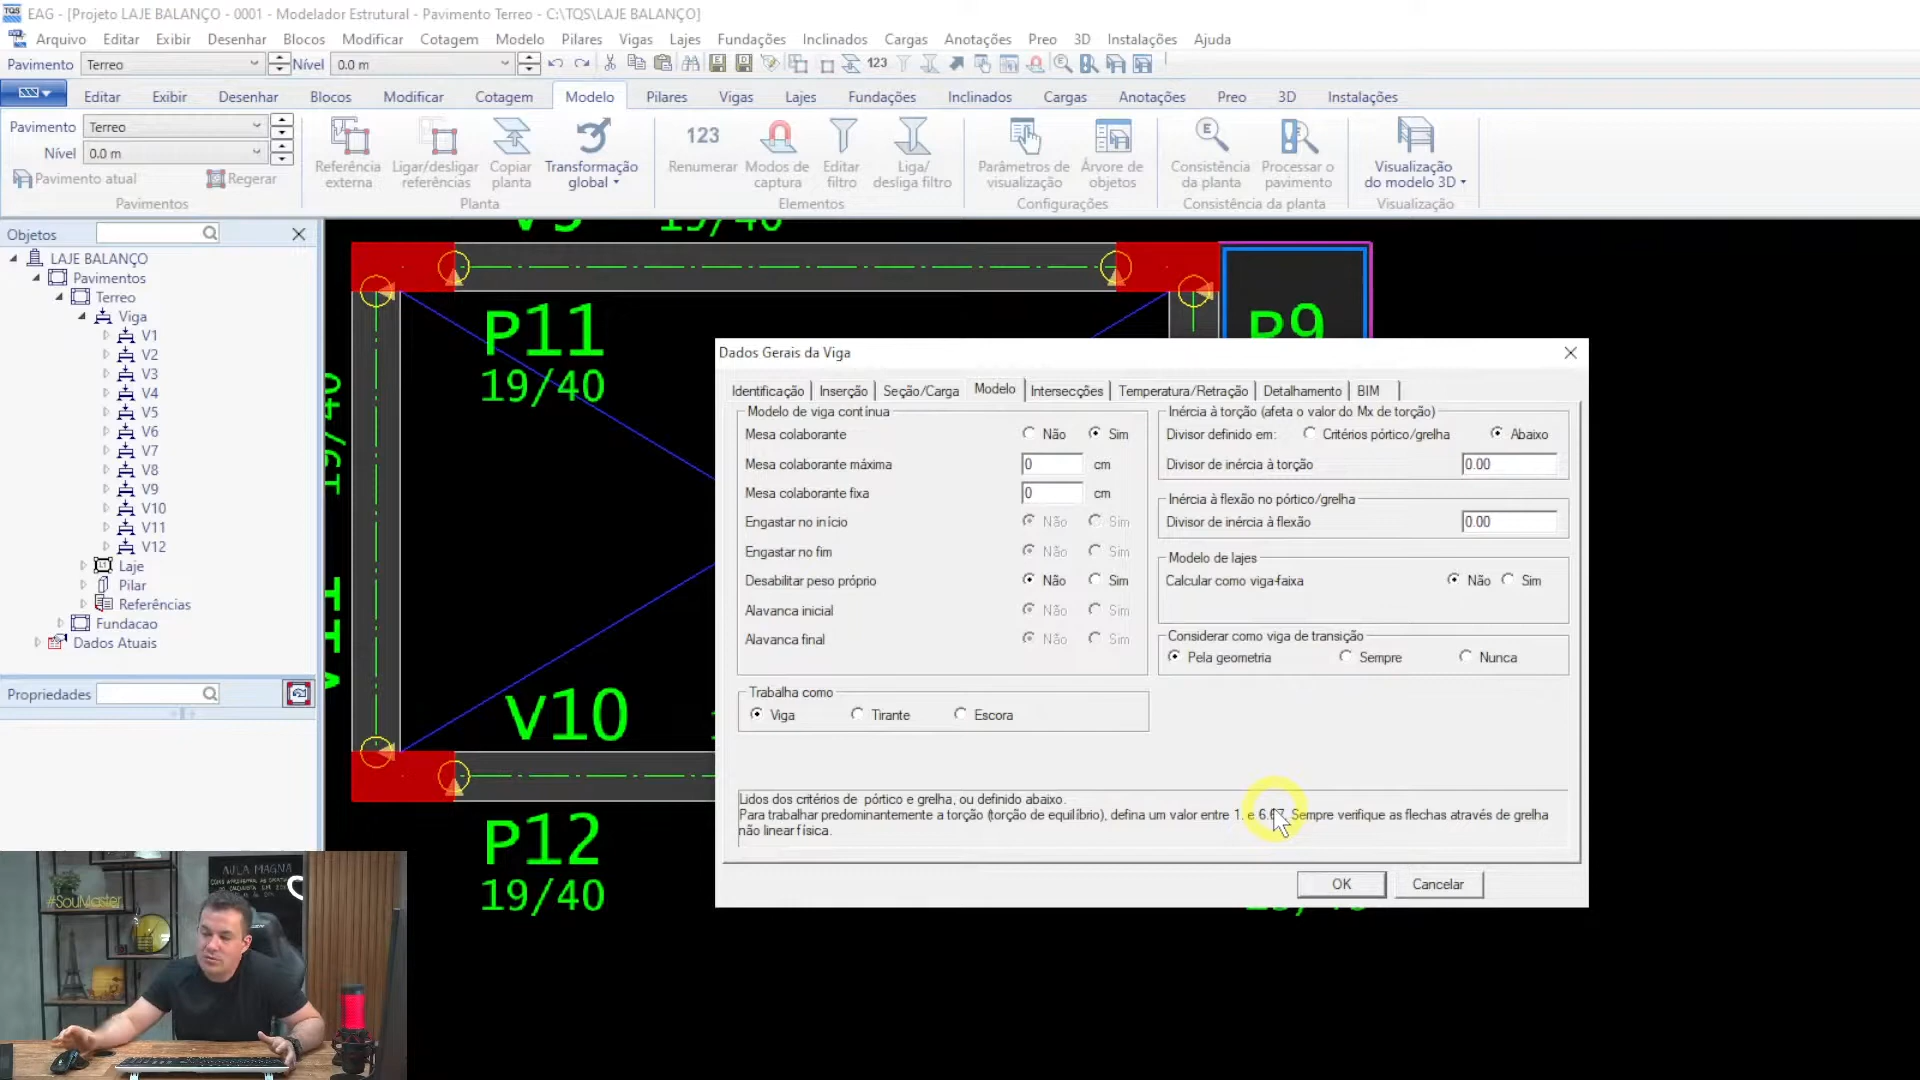 EAG - [Projeto LAJE BALANÇO - 0001 - Modelador Estrutural - Pavimento Terreo - C:\TQS\LAJE BALANÇO]
Arquivo Editar Exibir Desenhar Blocos Modificar Cotagem Modelo Pilares Vigas Lajes Fundações Inclinados Cargas Anotações Preo 3D Instalações Ajuda
Pavimento Terreo Nível 0.0 m 123
Editar Exibir Desenhar Blocos Modificar Cotagem Modelo Pilares Vigas Lajes Fundações Inclinados Cargas Anotações Preo 3D Instalações
Pavimento Terreo
Nível 0.0 m
Pavimento atual Regerar
Pavimentos
Referência externa
Ligar/desligar referências
Copiar planta
Transformação global
Planta
123
Renumerar
Modos de captura
Editar filtro
Liga/ desliga filtro
Elementos
Parâmetros de visualização
Árvore de objetos
Configurações
Consistência da planta
Processar o pavimento
Consistência da planta
Visualização do modelo 3D
Visualização
Objetos
LAJE BALANÇO
Pavimentos
Terreo
Viga
V1
V2
V3
V4
V5
V6
V7
V8
V9
V10
V11
V12
Laje
Pilar
Referências
Fundacao
Dados Atuais
Propriedades
19/40
P11
19/40
P9
19/40
V11
V10
P12
19/40
Dados Gerais da Viga
Identificação Inserção Seção/Carga Modelo Intersecções Temperatura/Retração Detalhamento BIM
Modelo de viga contínua
Mesa colaborante Não Sim
Mesa colaborante máxima 0 cm
Mesa colaborante fixa 0 cm
Engastar no início Não Sim
Engastar no fim Não Sim
Desabilitar peso próprio Não Sim
Alavanca inicial Não Sim
Alavanca final Não Sim
Trabalha como
Viga Tirante Escora
Inércia à torção (afeta o valor do Mx de torção)
Divisor definido em: Critérios pórtico/grelha Abaixo
Divisor de inércia à torção 0.00
Inércia à flexão no pórtico/grelha
Divisor de inércia à flexão 0.00
Modelo de lajes
Calcular como viga-faixa Não Sim
Considerar como viga de transição
Pela geometria Sempre Nunca
Lidos dos critérios de pórtico e grelha, ou definido abaixo.
Para trabalhar predominantemente a torção (torção de equilíbrio), defina um valor entre 1. e 6.67. Sempre verifique as flechas através de grelha
não linear física.
OK Cancelar
AULA MAGNA
#SouMaster